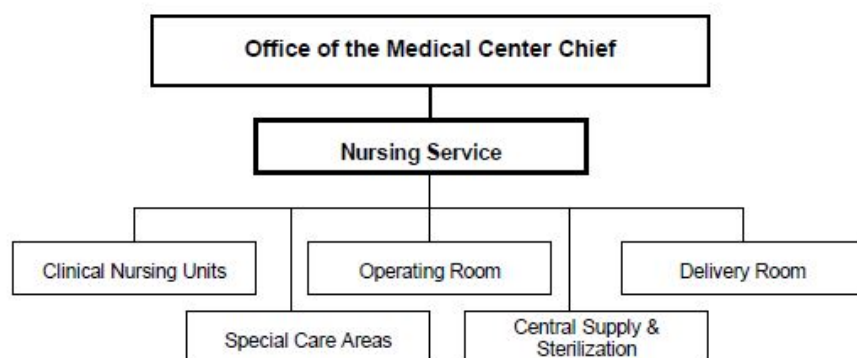 Office of the Medical Center Chief
Nursing Service
Clinical Nursing Units
Operating Room
Delivery Room
Special Care Areas
Central Supply &
Sterilization